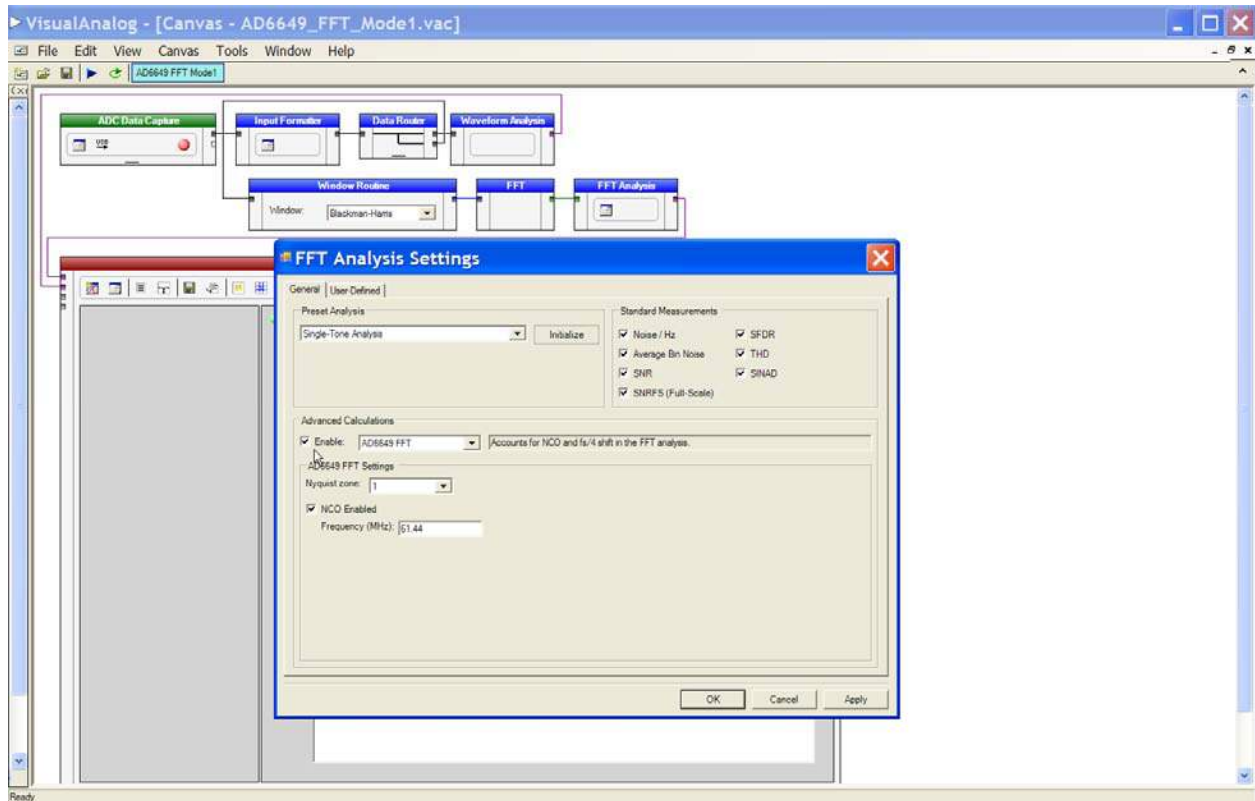 VisualAnalog - [Canvas - AD6649_FFT_Mode1.vac]
File Edit View Canvas Tools Window Help
AD6649 FFT Mode1
ADC Data Capture
Input Formatter
Data Router
Waveform Analysis
USB
Window Routine
FFT
FFT Analysis
Window:
Blackman-Harris
FFT Analysis Settings
General
User-Defined
Preset Analysis
Single-Tone Analysis
Initialize
Standard Measurements
Noise / Hz
SFDR
Average Bin Noise
THD
SNR
SINAD
SNRFS (Full-Scale)
Advanced Calculations
Enable:
AD6649 FFT
Accounts for NCO and fs/4 shift in the FFT analysis.
AD6649 FFT Settings
Nyquist zone:
1
NCO Enabled
Frequency (MHz):
61.44
OK
Cancel
Apply
Ready